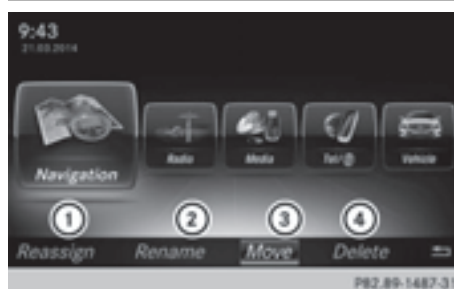 9:43
21.03.2014
Navigation
Radio
Media
Tel/@
Vehicle
1 2 3 4
Reassign Rename Move Delete
P82.89-1487-31